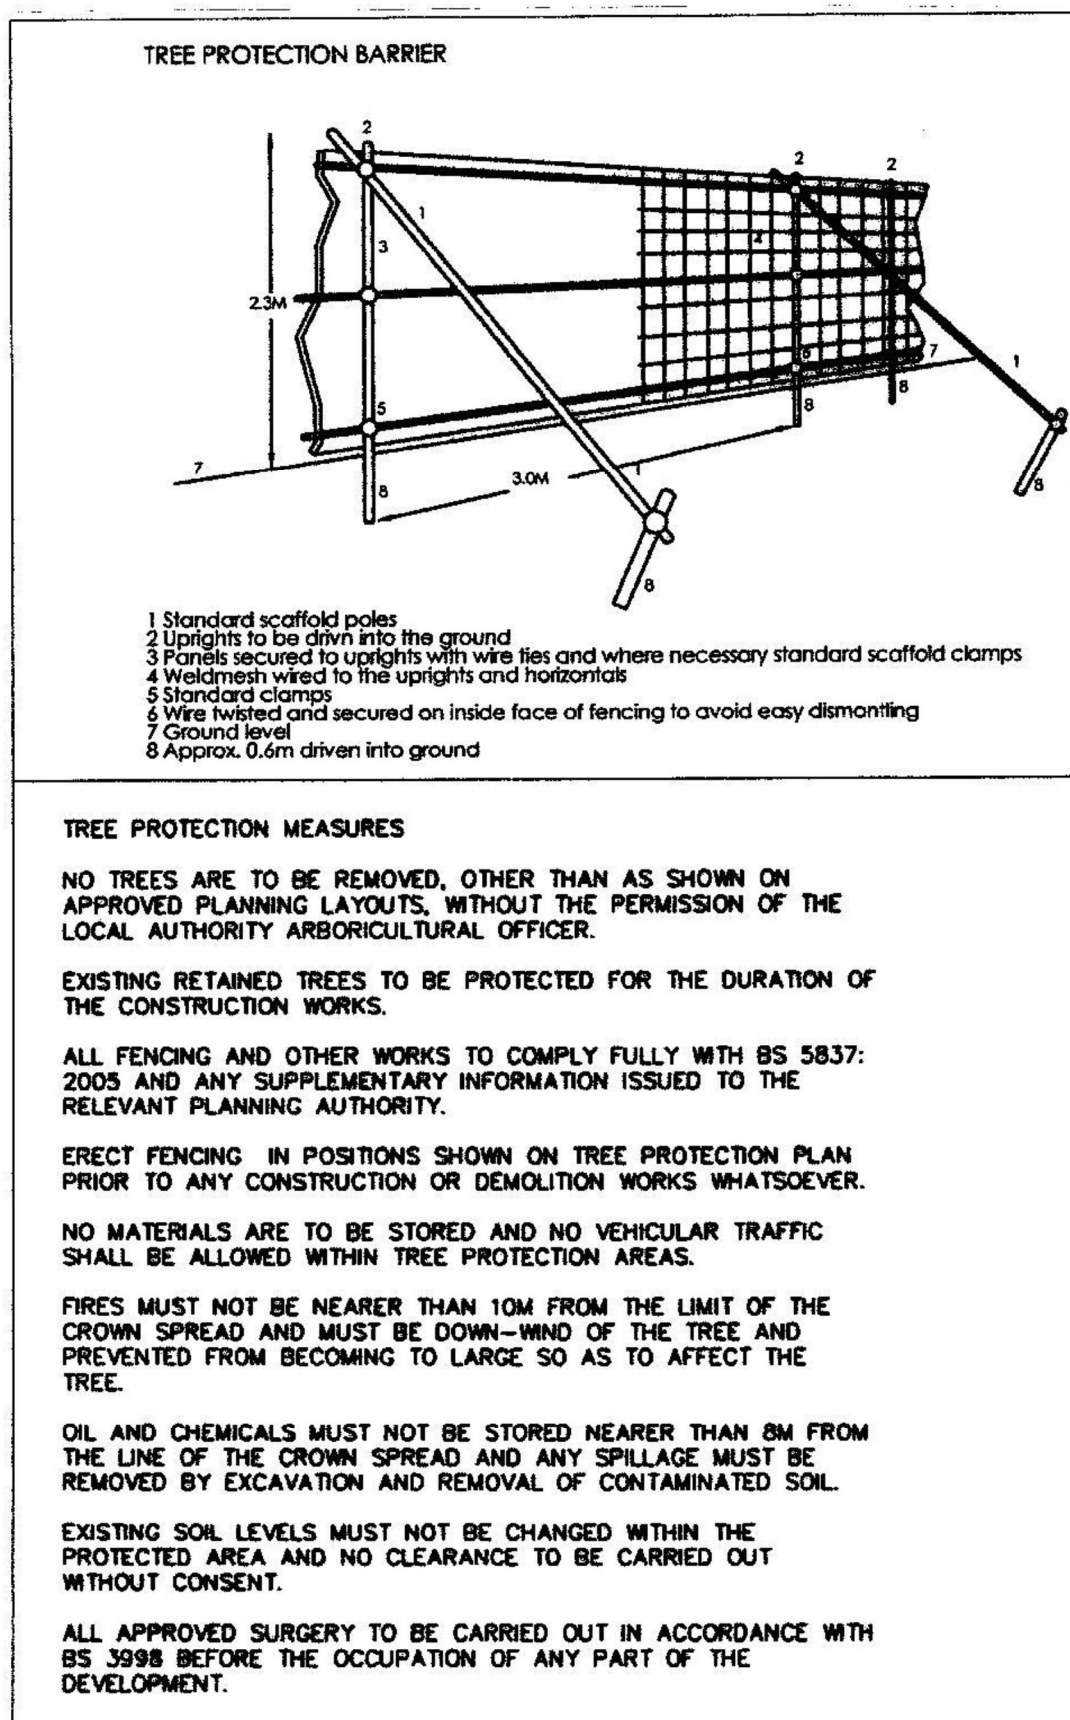 TREE PROTECTION BARRIER
2
2
2
1
3
4
2.3M
5
6
7
1
8
8
7
3.0M
1
8
8
8
1 Standard scaffold poles
2 Uprights to be drivn into the ground
3 Panels secured to uprights with wire ties and where necessary standard scaffold clamps
4 Weldmesh wired to the uprights and horizontals
5 Standard clamps
6 Wire twisted and secured on inside face of fencing to avoid easy dismantling
7 Ground level
8 Approx. 0.6m driven into ground
TREE PROTECTION MEASURES
NO TREES ARE TO BE REMOVED, OTHER THAN AS SHOWN ON
APPROVED PLANNING LAYOUTS, WITHOUT THE PERMISSION OF THE
LOCAL AUTHORITY ARBORICULTURAL OFFICER.
EXISTING RETAINED TREES TO BE PROTECTED FOR THE DURATION OF
THE CONSTRUCTION WORKS.
ALL FENCING AND OTHER WORKS TO COMPLY FULLY WITH BS 5837:
2005 AND ANY SUPPLEMENTARY INFORMATION ISSUED TO THE
RELEVANT PLANNING AUTHORITY.
ERECT FENCING IN POSITIONS SHOWN ON TREE PROTECTION PLAN
PRIOR TO ANY CONSTRUCTION OR DEMOLITION WORKS WHATSOEVER.
NO MATERIALS ARE TO BE STORED AND NO VEHICULAR TRAFFIC
SHALL BE ALLOWED WITHIN TREE PROTECTION AREAS.
FIRES MUST NOT BE NEARER THAN 10M FROM THE LIMIT OF THE
CROWN SPREAD AND MUST BE DOWN-WIND OF THE TREE AND
PREVENTED FROM BECOMING TO LARGE SO AS TO AFFECT THE
TREE.
OIL AND CHEMICALS MUST NOT BE STORED NEARER THAN 8M FROM
THE LINE OF THE CROWN SPREAD AND ANY SPILLAGE MUST BE
REMOVED BY EXCAVATION AND REMOVAL OF CONTAMINATED SOIL.
EXISTING SOIL LEVELS MUST NOT BE CHANGED WITHIN THE
PROTECTED AREA AND NO CLEARANCE TO BE CARRIED OUT
WITHOUT CONSENT.
ALL APPROVED SURGERY TO BE CARRIED OUT IN ACCORDANCE WITH
BS 3998 BEFORE THE OCCUPATION OF ANY PART OF THE
DEVELOPMENT.